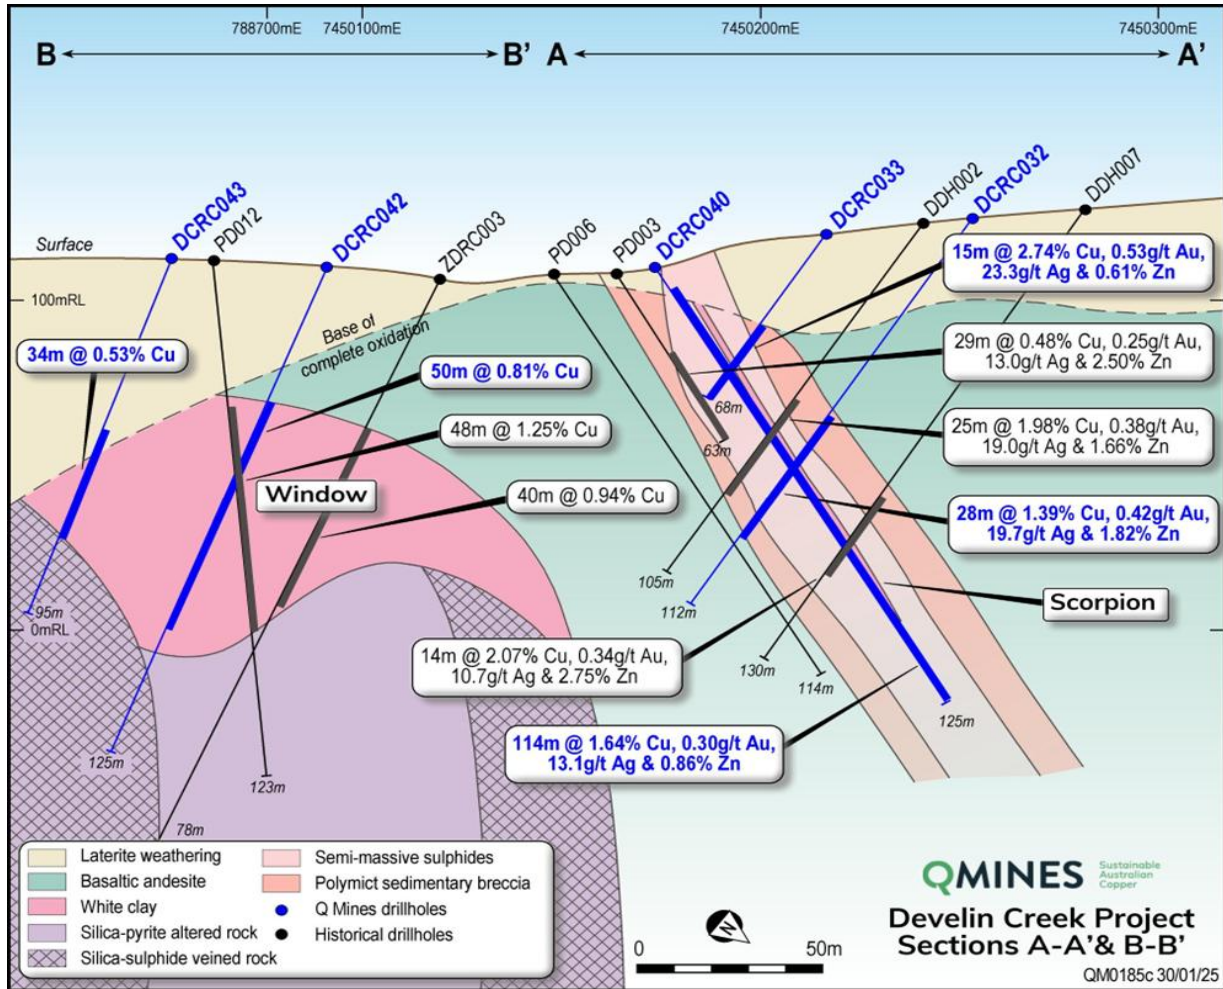 788700mE 7450100mE 7450200mE 7450300mE
B B’ A A’
DCRC043
PD012
DCRC042
ZDRC003
PD006
PD003
DCRC040
DCRC033
DDH002
DCRC032
DDH007
Surface
100mRL
Base of
complete oxidation
34m @ 0.53% Cu
50m @ 0.81% Cu
48m @ 1.25% Cu
Window
40m @ 0.94% Cu
15m @ 2.74% Cu, 0.53g/t Au,
23.3g/t Ag & 0.61% Zn
29m @ 0.48% Cu, 0.25g/t Au,
13.0g/t Ag & 2.50% Zn
25m @ 1.98% Cu, 0.38g/t Au,
19.0g/t Ag & 1.66% Zn
28m @ 1.39% Cu, 0.42g/t Au,
19.7g/t Ag & 1.82% Zn
Scorpion
68m
63m
105m
112m
130m
114m
125m
95m
0mRL
14m @ 2.07% Cu, 0.34g/t Au,
10.7g/t Ag & 2.75% Zn
114m @ 1.64% Cu, 0.30g/t Au,
13.1g/t Ag & 0.86% Zn
125m
123m
78m
Laterite weathering
Basaltic andesite
White clay
Silica-pyrite altered rock
Silica-sulphide veined rock
Semi-massive sulphides
Polymict sedimentary breccia
Q Mines drillholes
Historical drillholes
N
0 50m
QMINES
Sustainable
Australian
Copper
Develin Creek Project
Sections A-A’& B-B’
QM0185c 30/01/25